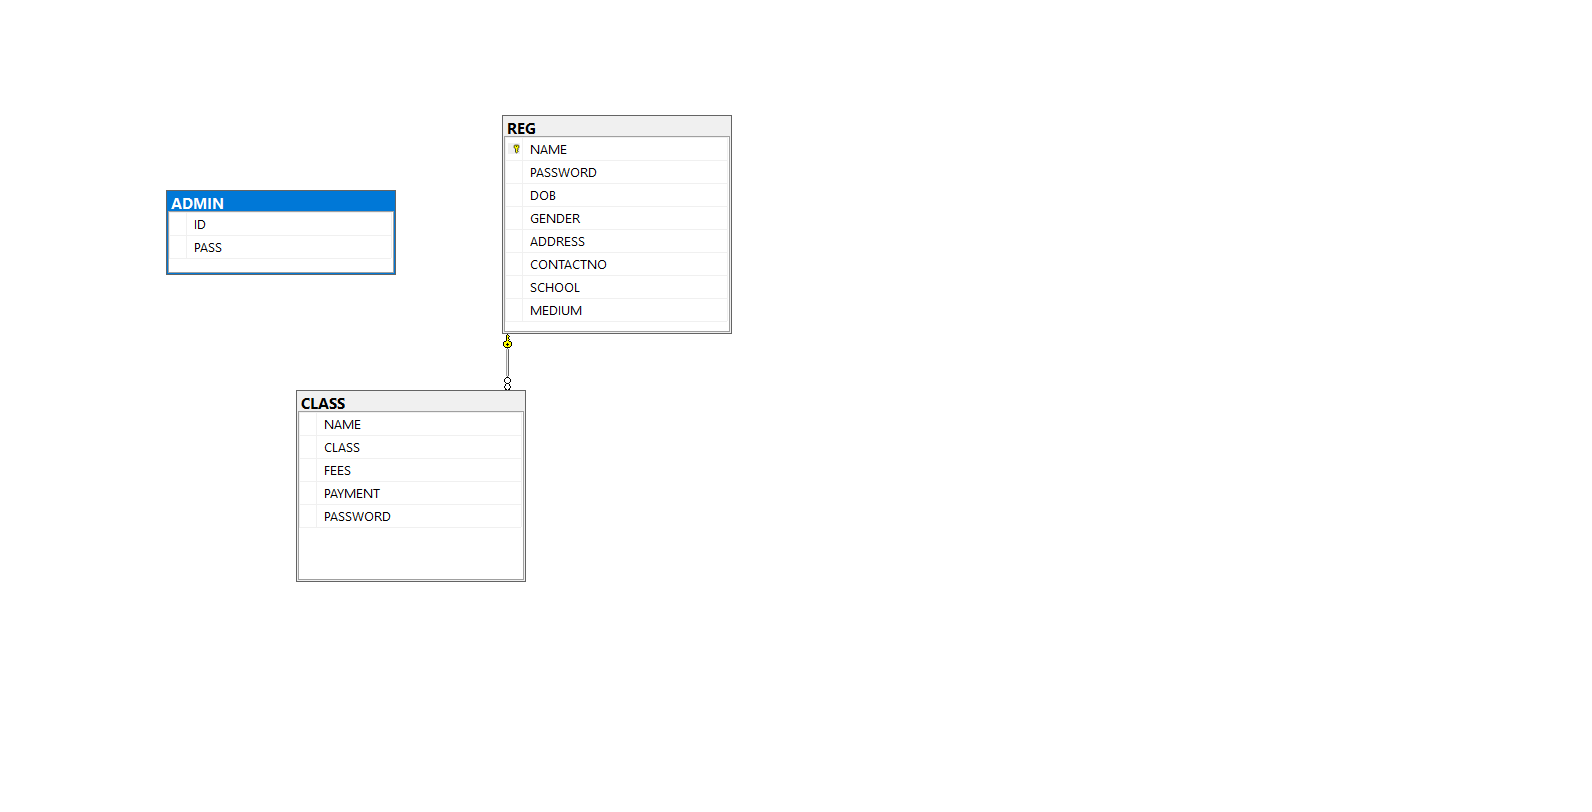 REG
NAME
PASSWORD
DOB
GENDER
ADDRESS
CONTACTNO
SCHOOL
MEDIUM
ADMIN
ID
PASS
CLASS
NAME
CLASS
FEES
PAYMENT
PASSWORD